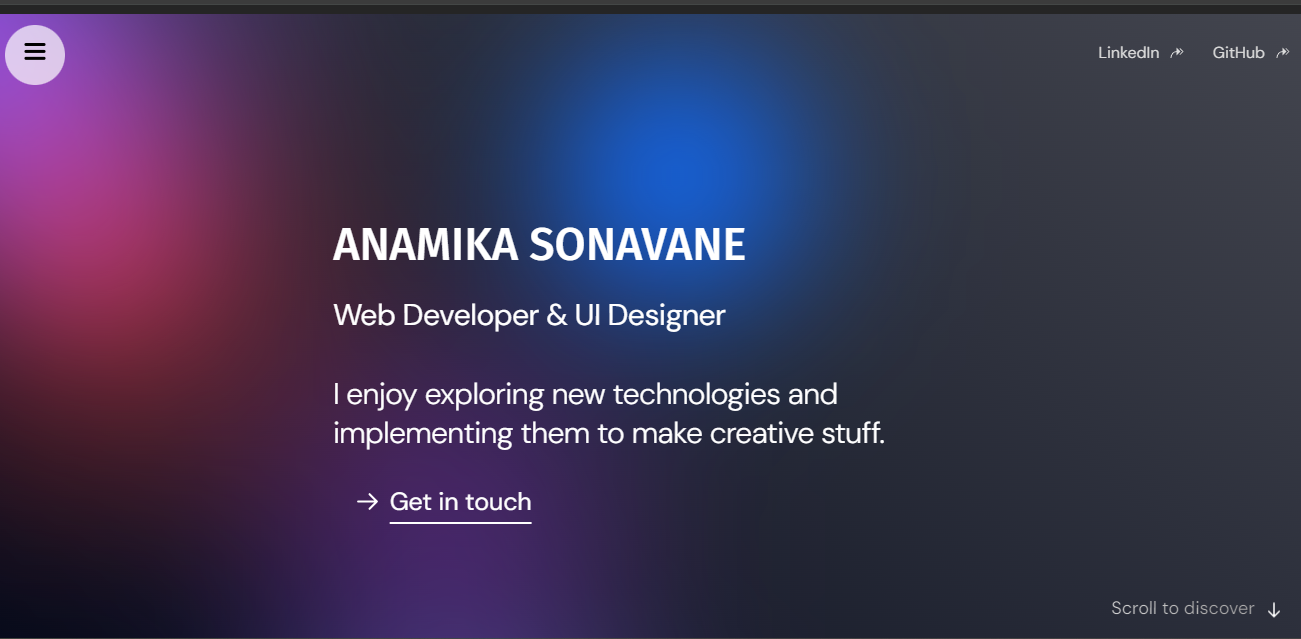 LinkedIn GitHub
ANAMIKA SONAVANE
Web Developer & UI Designer
I enjoy exploring new technologies and
implementing them to make creative stuff.
→ Get in touch
Scroll to discover ↓